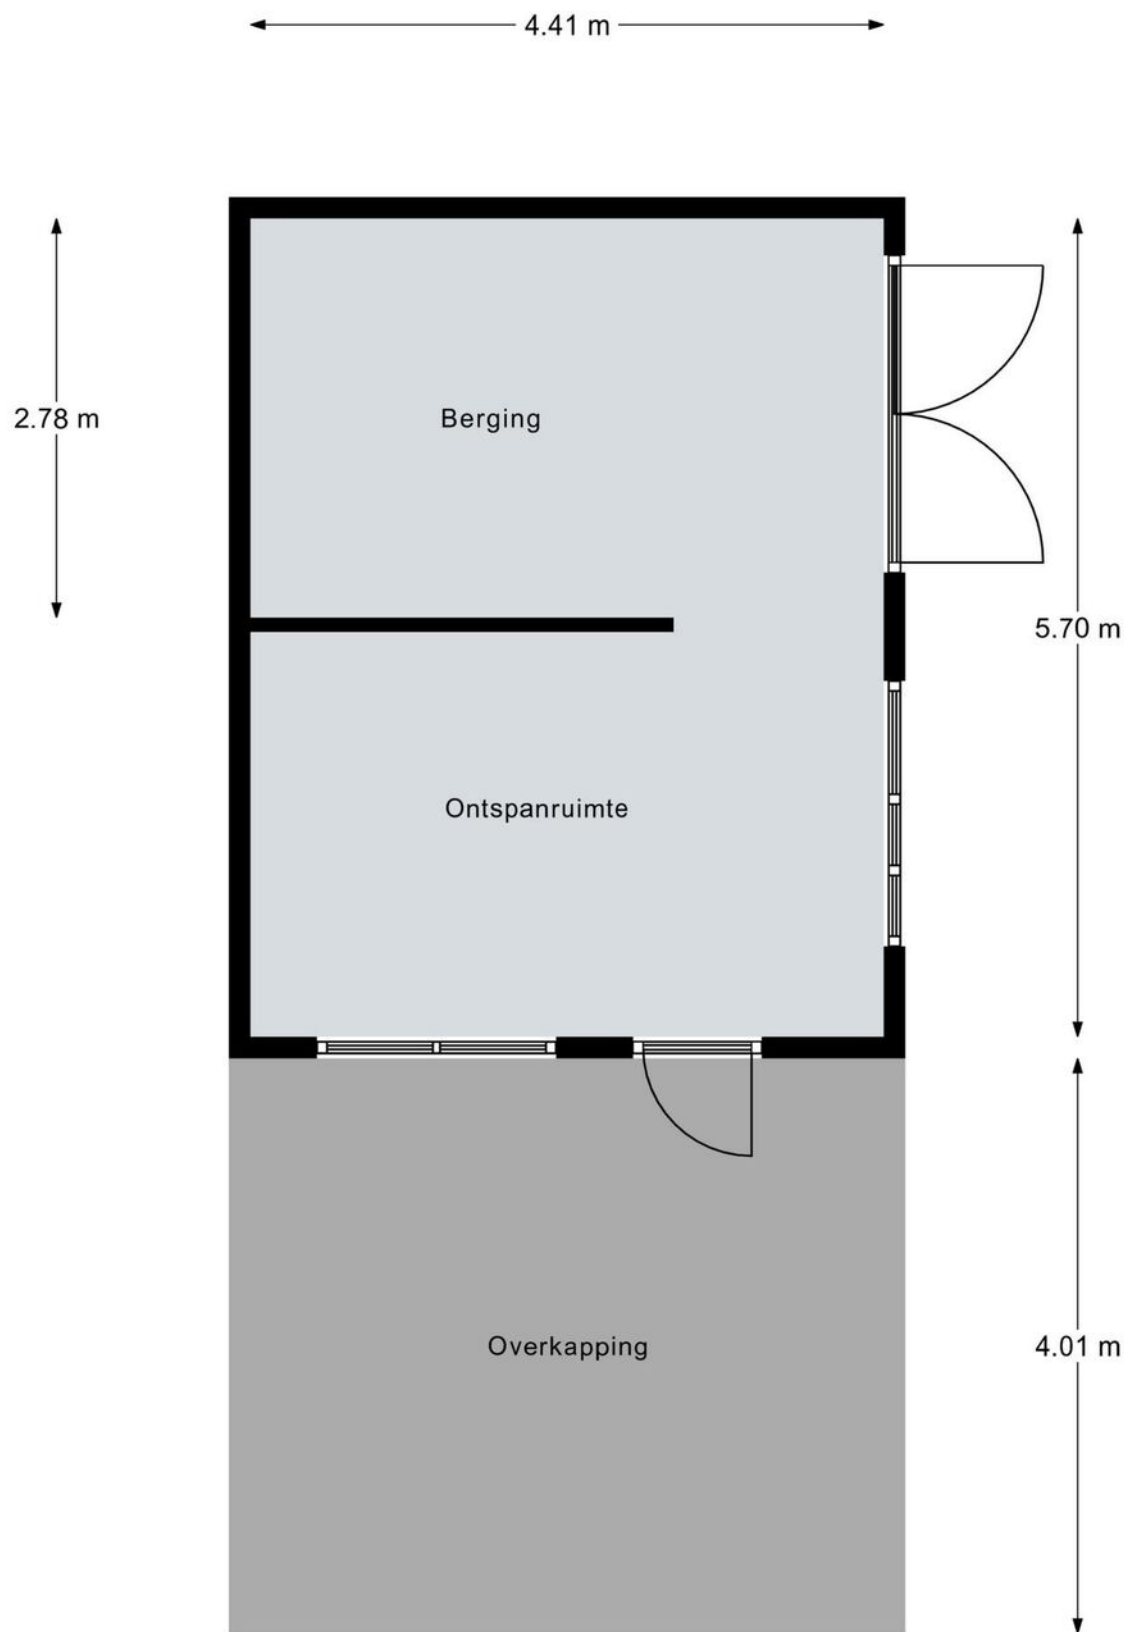 4.41 m
2.78 m
Berging
5.70 m
Ontspanruimte
Overkapping
4.01 m